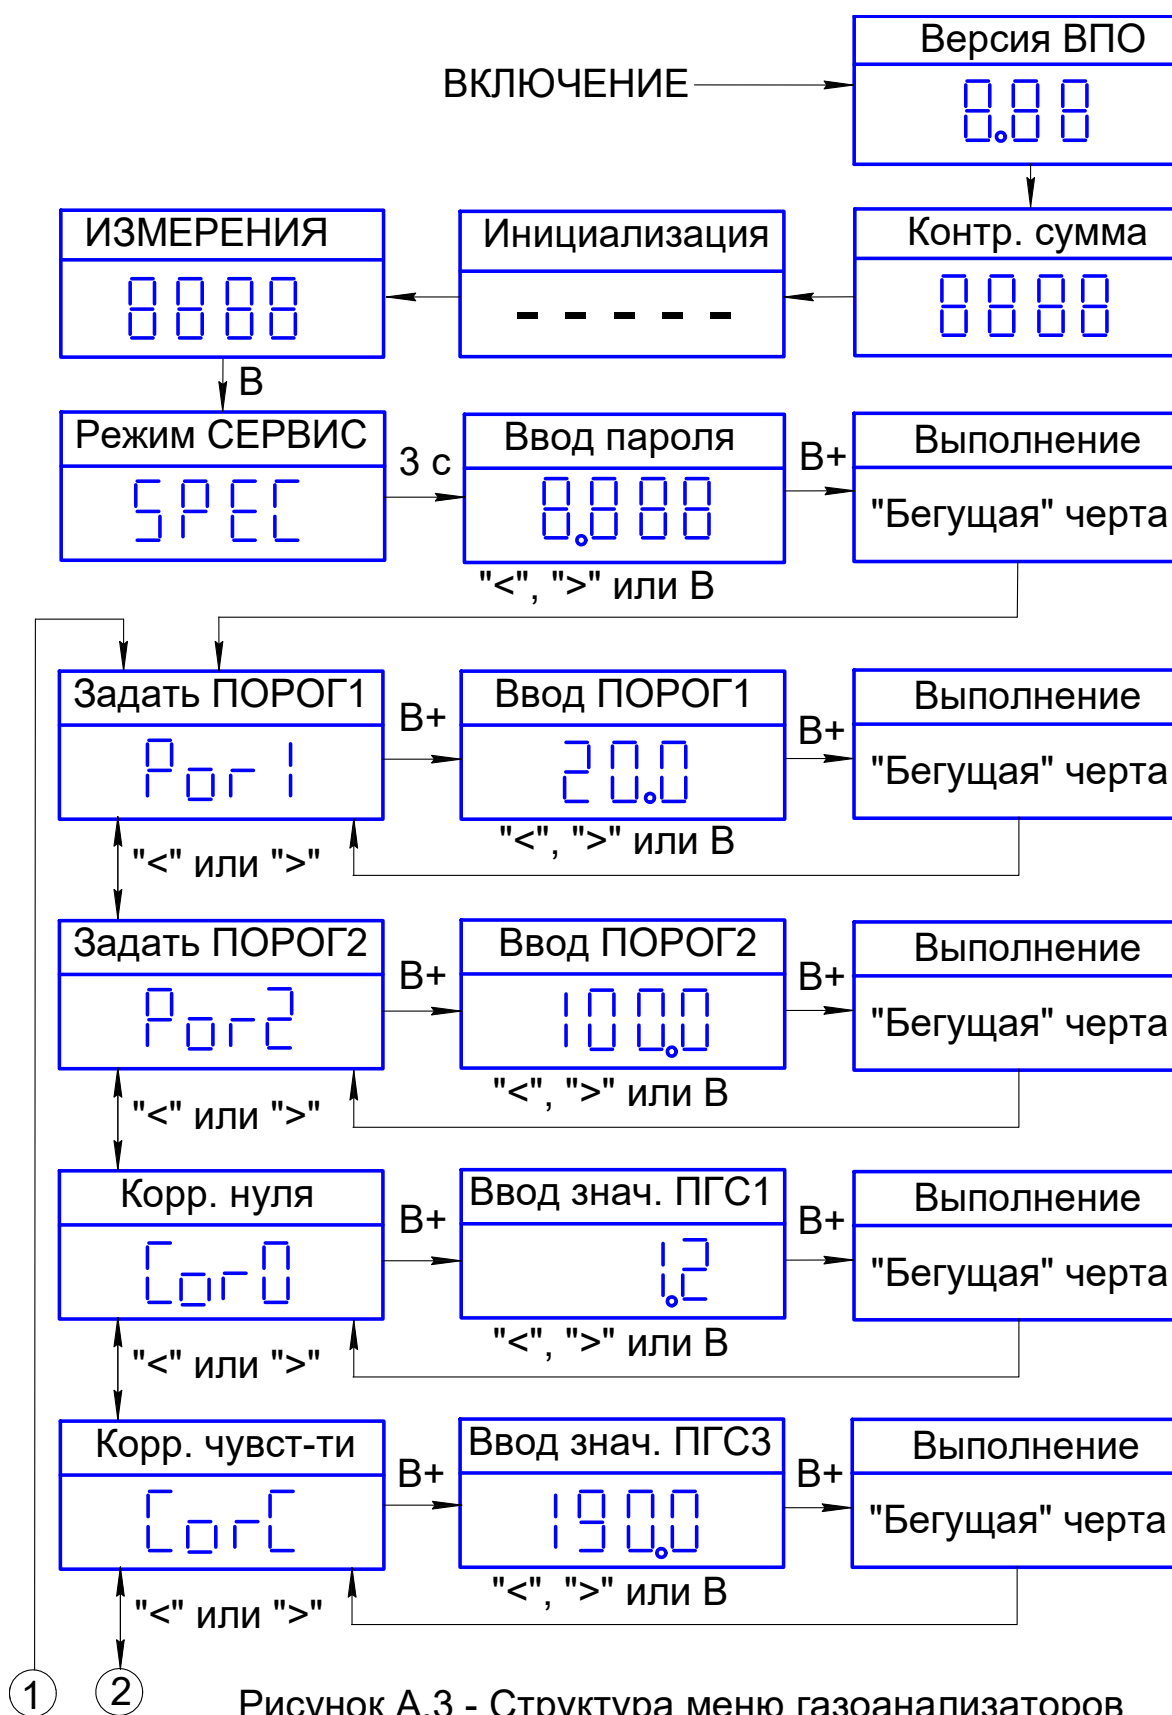 Версия ВПО
ВКЛЮЧЕНИЕ
8.88
ИЗМЕРЕНИЯ
Инициализация
Контр. сумма
8888
- - - - -
8888
В
Режим СЕРВИС
3 с
Ввод пароля
В+
Выполнение
SPEC
8.888
"Бегущая" черта
"<", ">" или В
Задать ПОРОГ1
В+
Ввод ПОРОГ1
В+
Выполнение
Por1
20.0
"Бегущая" черта
"<" или ">"
"<", ">" или В
Задать ПОРОГ2
В+
Ввод ПОРОГ2
В+
Выполнение
Por2
100.0
"Бегущая" черта
"<" или ">"
"<", ">" или В
Корр. нуля
В+
Ввод знач. ПГС1
В+
Выполнение
Cor0
1.2
"Бегущая" черта
"<" или ">"
"<", ">" или В
Корр. чувст-ти
В+
Ввод знач. ПГС3
В+
Выполнение
CorC
190.0
"Бегущая" черта
"<" или ">"
"<", ">" или В
1
2
Рисунок А.3 - Структура меню газоанализаторов